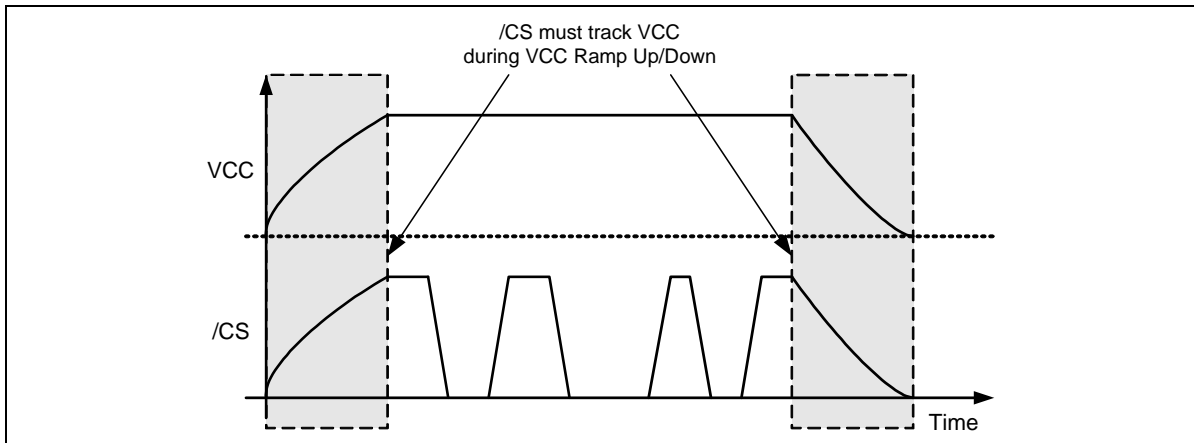 /CS must track VCC
during VCC Ramp Up/Down
VCC
/CS
Time